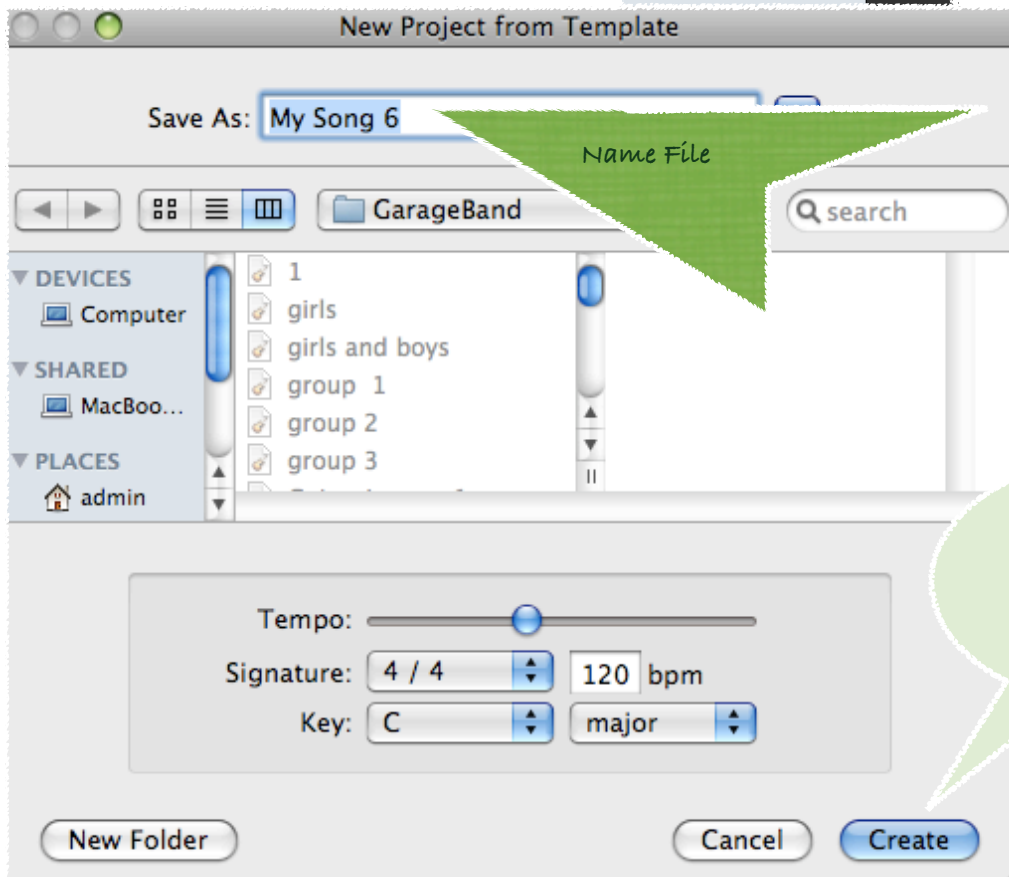 New Project from Template
Save As: My Song 6
Name File
GarageBand
search
DEVICES
Computer
SHARED
MacBoo...
PLACES
admin
1
girls
girls and boys
group 1
group 2
group 3
Tempo:
Signature: 4 / 4 120 bpm
Key: C major
New Folder Cancel Create